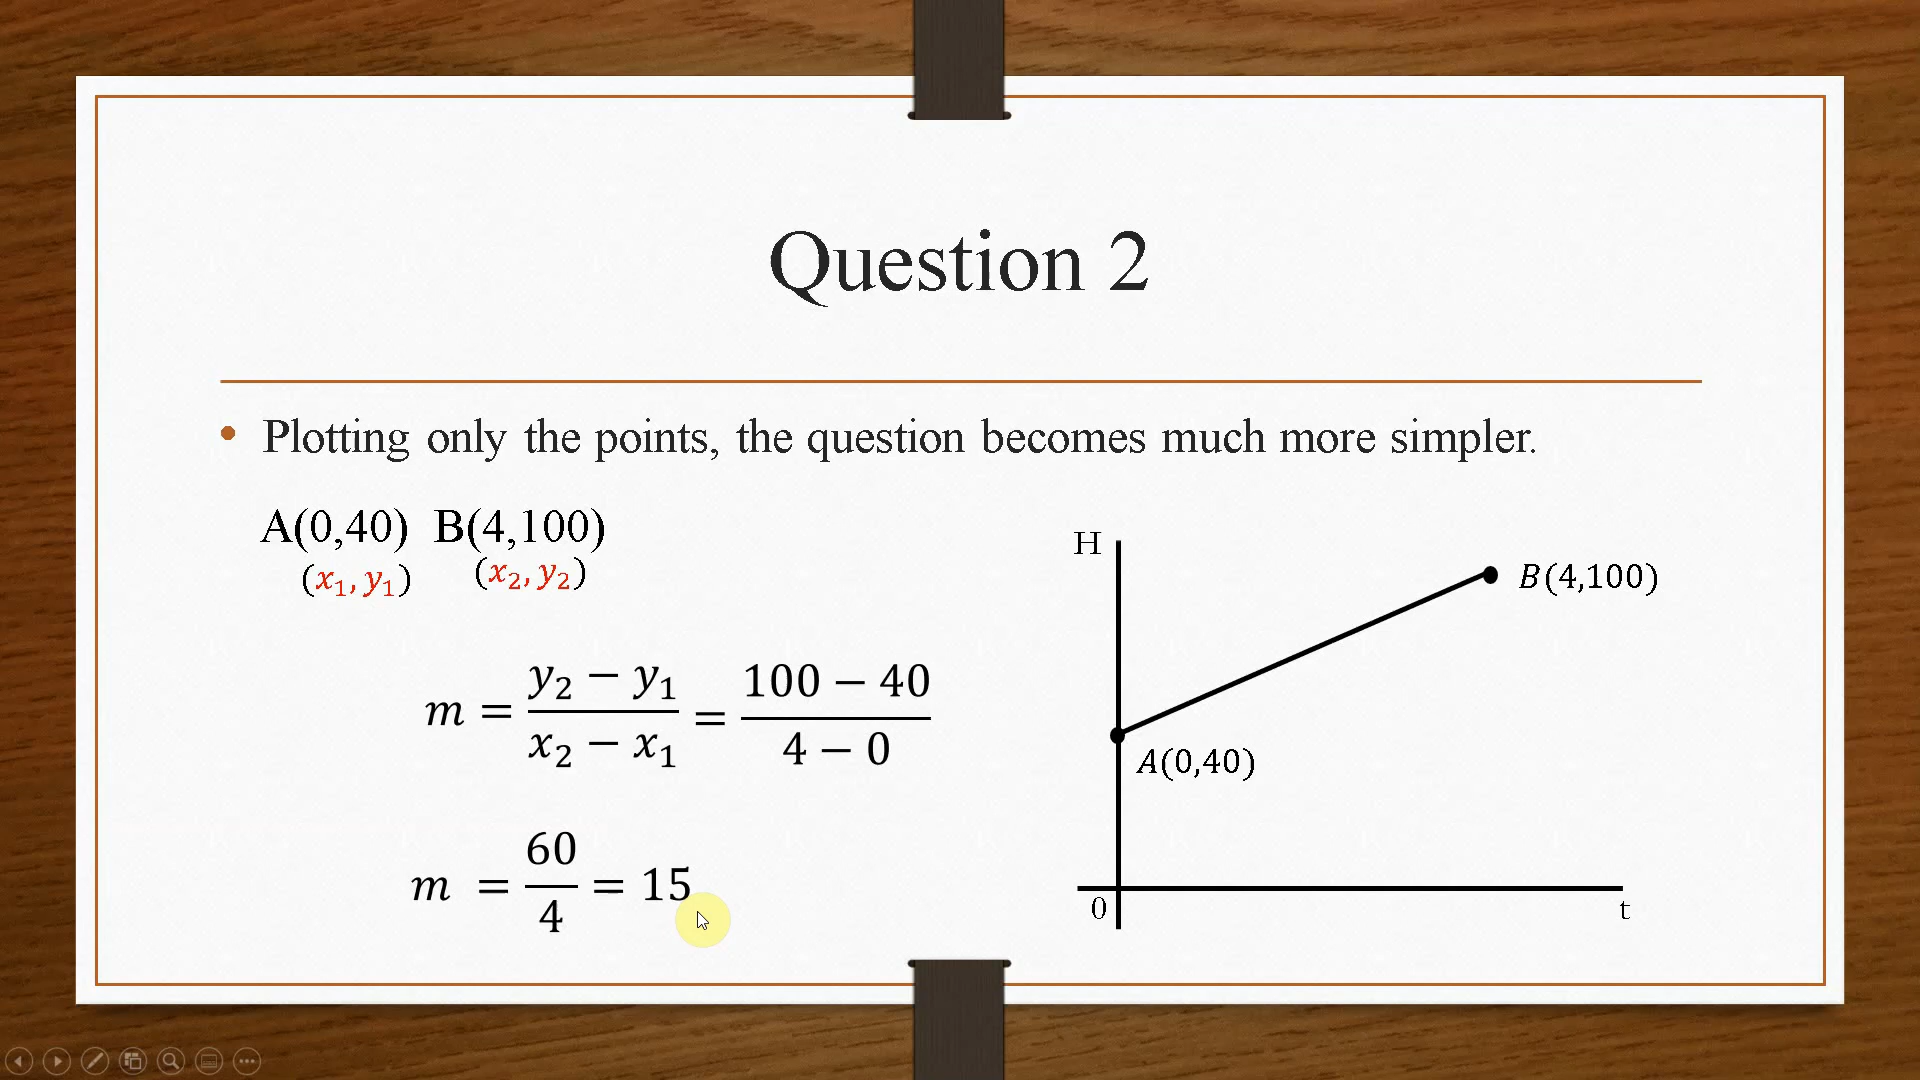 Question 2
• Plotting only the points, the question becomes much more simpler.
A(0,40) B(4,100)
(x₁, y₁) (x₂, y₂)
m = (y₂ − y₁)/(x₂ − x₁) = (100 − 40)/(4 − 0)
m = 60/4 = 15
H
B(4,100)
A(0,40)
0
t